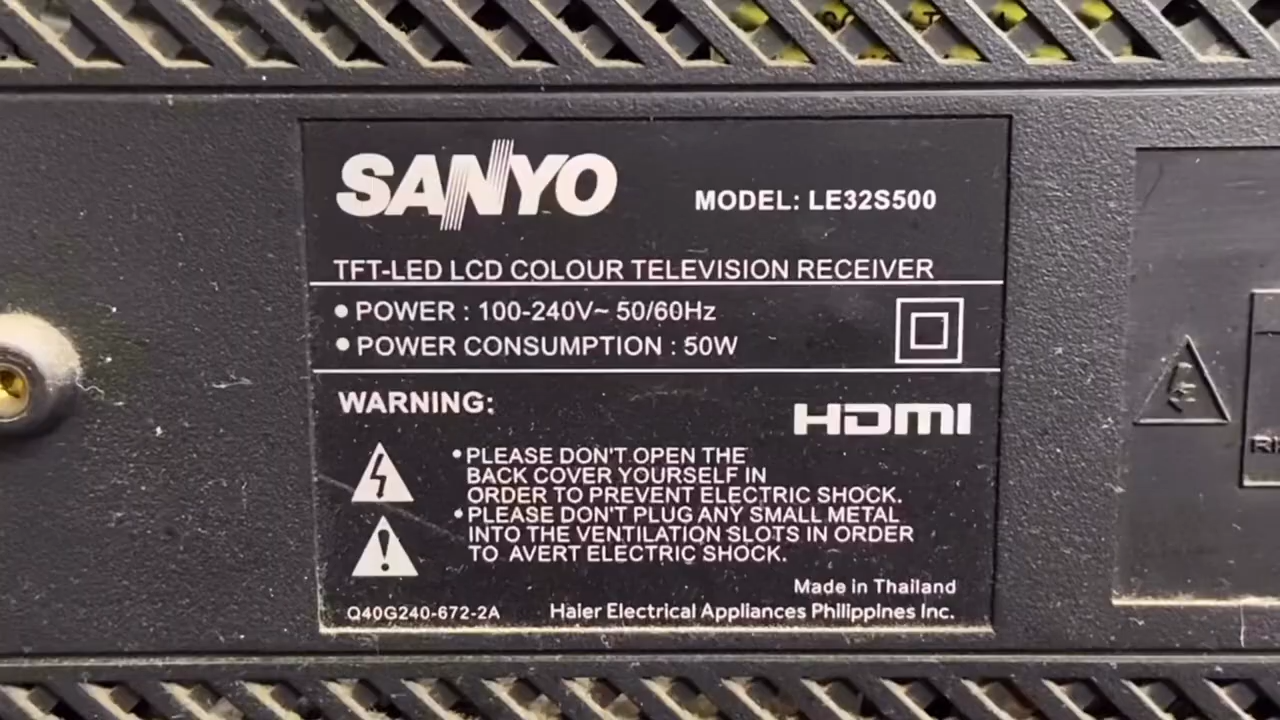 SANYO
MODEL: LE32S500
TFT-LED LCD COLOUR TELEVISION RECEIVER
• POWER : 100-240V~ 50/60Hz
• POWER CONSUMPTION : 50W
WARNING:
HDMI
• PLEASE DON'T OPEN THE
BACK COVER YOURSELF IN
ORDER TO PREVENT ELECTRIC SHOCK.
• PLEASE DON'T PLUG ANY SMALL METAL
INTO THE VENTILATION SLOTS IN ORDER
TO AVERT ELECTRIC SHOCK.
Made in Thailand
Q40G240-672-2A
Haier Electrical Appliances Philippines Inc.